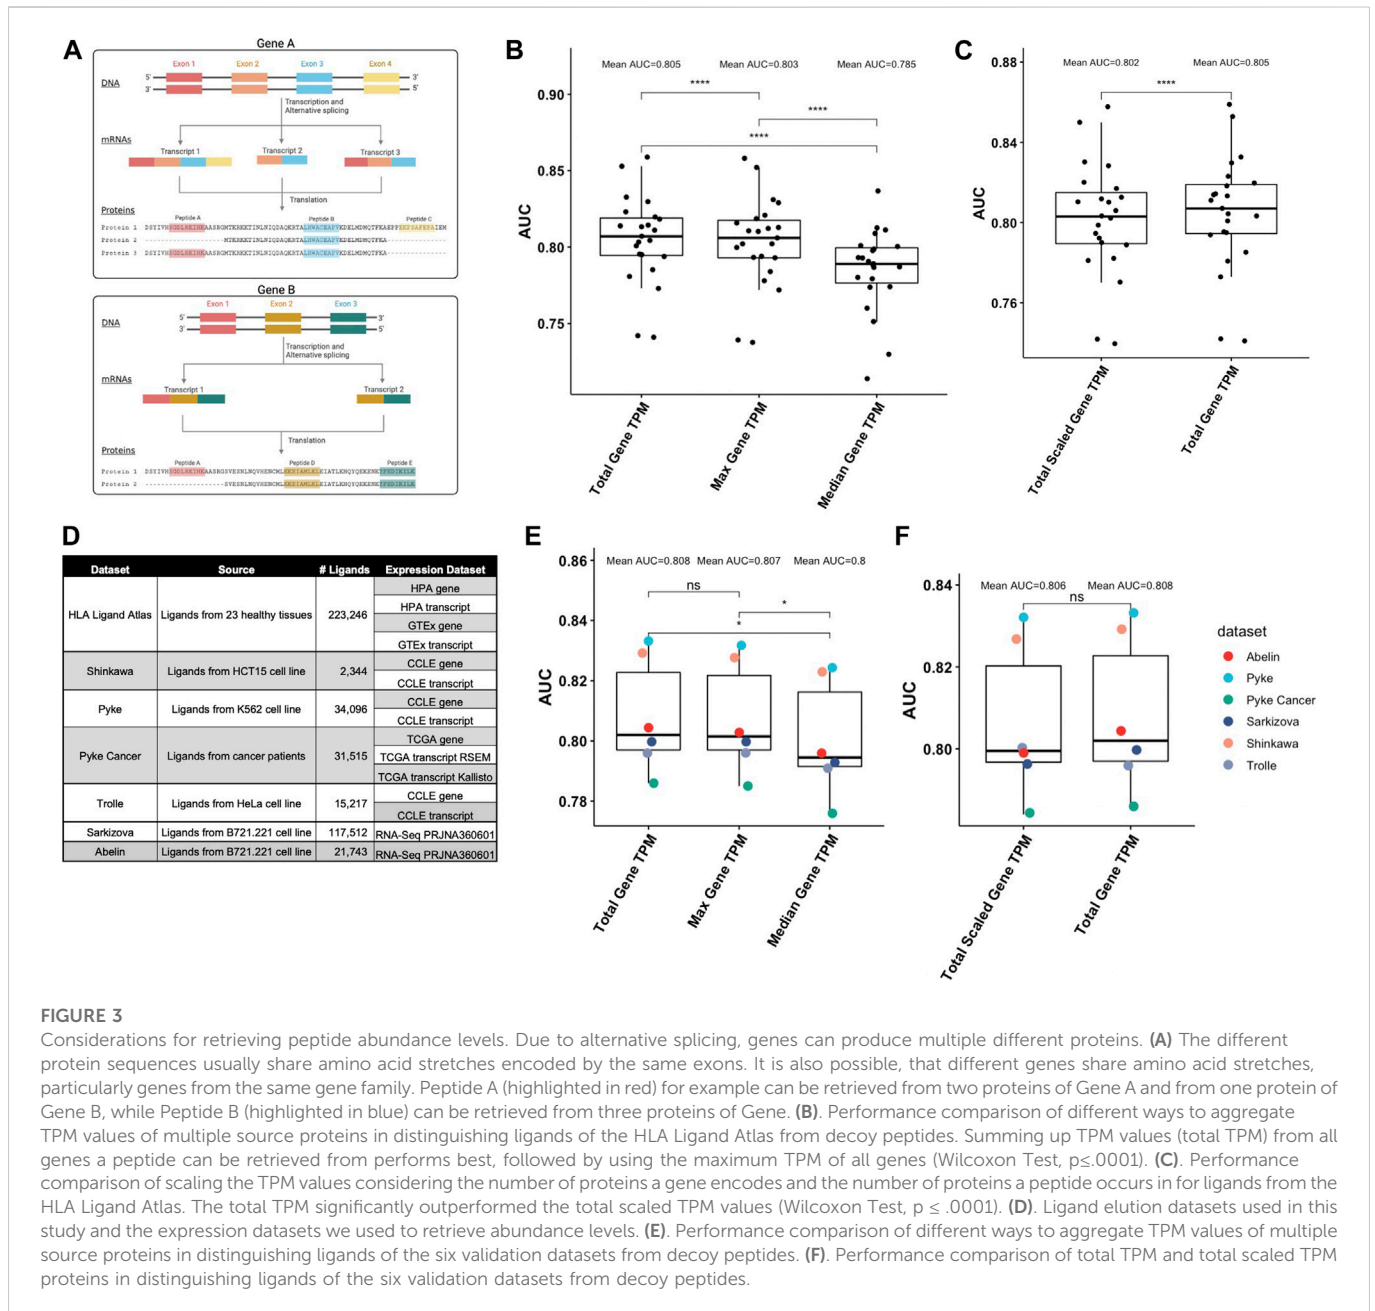 A
Gene A
Exon 1 Exon 2 Exon 3 Exon 4
DNA
5' 3'
3' 5'
Transcription and
Alternative splicing
mRNAs
Transcript 1 Transcript 2 Transcript 3
Translation
Proteins
Peptide A Peptide B Peptide C
Protein 1
Protein 2
Protein 3
Gene B
Exon 1 Exon 2 Exon 3
DNA
5' 3'
3' 5'
Transcription and
Alternative splicing
mRNAs
Transcript 1 Transcript 2
Translation
Proteins
Peptide A Peptide D Peptide E
Protein 1
Protein 2
B
Mean AUC=0.805 Mean AUC=0.803 Mean AUC=0.785
****
****
****
0.90
0.85
0.80
0.75
AUC
Total Gene TPM
Max Gene TPM
Median Gene TPM
C
Mean AUC=0.802 Mean AUC=0.805
****
0.88
0.84
0.80
0.76
AUC
Total Scaled Gene TPM
Total Gene TPM
D
Dataset Source # Ligands Expression Dataset
HLA Ligand Atlas Ligands from 23 healthy tissues 223,246
HPA gene
HPA transcript
GTEx gene
GTEx transcript
Shinkawa Ligands from HCT15 cell line 2,344
CCLE gene
CCLE transcript
Pyke Ligands from K562 cell line 34,096
CCLE gene
CCLE transcript
Pyke Cancer Ligands from cancer patients 31,515
TCGA gene
TCGA transcript RSEM
TCGA transcript Kallisto
Trolle Ligands from HeLa cell line 15,217
CCLE gene
CCLE transcript
Sarkizova Ligands from B721.221 cell line 117,512 RNA-Seq PRJNA360601
Abelin Ligands from B721.221 cell line 21,743 RNA-Seq PRJNA360601
E
Mean AUC=0.808 Mean AUC=0.807 Mean AUC=0.8
ns
*
*
0.86
0.84
0.82
0.80
0.78
AUC
Total Gene TPM
Max Gene TPM
Median Gene TPM
F
Mean AUC=0.806 Mean AUC=0.808
ns
0.84
0.82
0.80
AUC
Total Scaled Gene TPM
Total Gene TPM
dataset
Abelin
Pyke
Pyke Cancer
Sarkizova
Shinkawa
Trolle
FIGURE 3
Considerations for retrieving peptide abundance levels. Due to alternative splicing, genes can produce multiple different proteins. (A) The different
protein sequences usually share amino acid stretches encoded by the same exons. It is also possible, that different genes share amino acid stretches,
particularly genes from the same gene family. Peptide A (highlighted in red) for example can be retrieved from two proteins of Gene A and from one protein of
Gene B, while Peptide B (highlighted in blue) can be retrieved from three proteins of Gene. (B). Performance comparison of different ways to aggregate
TPM values of multiple source proteins in distinguishing ligands of the HLA Ligand Atlas from decoy peptides. Summing up TPM values (total TPM) from all
genes a peptide can be retrieved from performs best, followed by using the maximum TPM of all genes (Wilcoxon Test, p≤.0001). (C). Performance
comparison of scaling the TPM values considering the number of proteins a gene encodes and the number of proteins a peptide occurs in for ligands from the
HLA Ligand Atlas. The total TPM significantly outperformed the total scaled TPM values (Wilcoxon Test, p ≤ .0001). (D). Ligand elution datasets used in this
study and the expression datasets we used to retrieve abundance levels. (E). Performance comparison of different ways to aggregate TPM values of multiple
source proteins in distinguishing ligands of the six validation datasets from decoy peptides. (F). Performance comparison of total TPM and total scaled TPM
proteins in distinguishing ligands of the six validation datasets from decoy peptides.